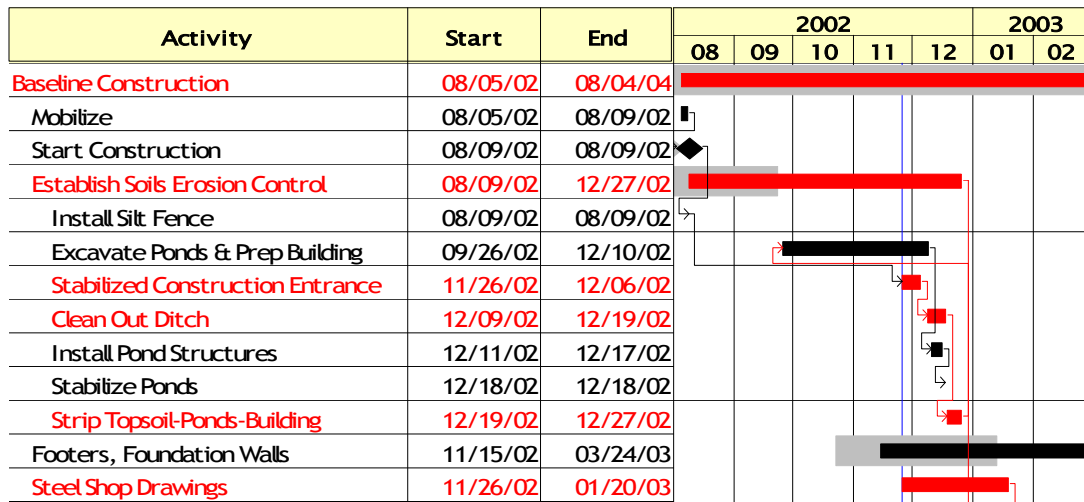 Activity Start End 2002 2003
08 09 10 11 12 01 02
Baseline Construction 08/05/02 08/04/04
Mobilize 08/05/02 08/09/02
Start Construction 08/09/02 08/09/02
Establish Soils Erosion Control 08/09/02 12/27/02
Install Silt Fence 08/09/02 08/09/02
Excavate Ponds & Prep Building 09/26/02 12/10/02
Stabilized Construction Entrance 11/26/02 12/06/02
Clean Out Ditch 12/09/02 12/19/02
Install Pond Structures 12/11/02 12/17/02
Stabilize Ponds 12/18/02 12/18/02
Strip Topsoil-Ponds-Building 12/19/02 12/27/02
Footers, Foundation Walls 11/15/02 03/24/03
Steel Shop Drawings 11/26/02 01/20/03